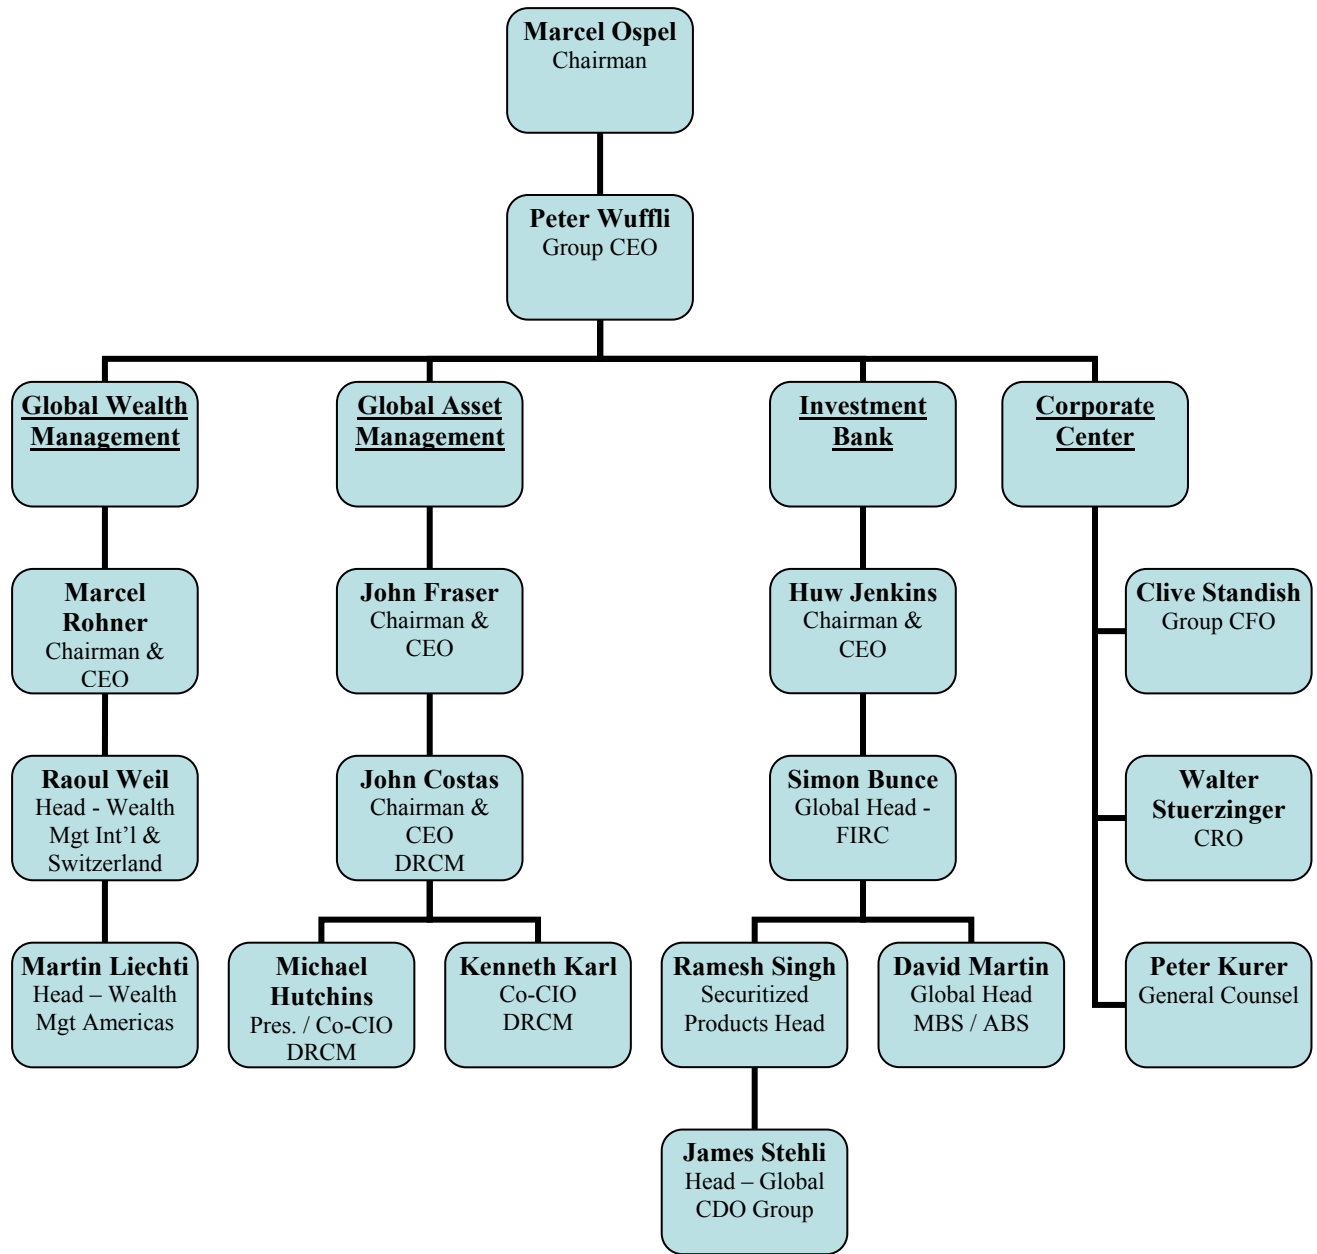 Marcel Ospel
Chairman
Peter Wuffli
Group CEO
Global Wealth
Management
Global Asset
Management
Investment
Bank
Corporate
Center
Marcel
Rohner
Chairman &
CEO
John Fraser
Chairman &
CEO
Huw Jenkins
Chairman &
CEO
Clive Standish
Group CFO
Raoul Weil
Head - Wealth
Mgt Int’l &
Switzerland
John Costas
Chairman &
CEO
DRCM
Simon Bunce
Global Head -
FIRC
Walter
Stuerzinger
CRO
Martin Liechti
Head – Wealth
Mgt Americas
Michael
Hutchins
Pres. / Co-CIO
DRCM
Kenneth Karl
Co-CIO
DRCM
Ramesh Singh
Securitized
Products Head
David Martin
Global Head
MBS / ABS
Peter Kurer
General Counsel
James Stehli
Head – Global
CDO Group